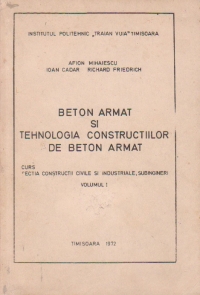 INSTITUTUL POLITEHNIC „TRAIAN VUIA" TIMISOARA
AFION MIHAIESCU
IOAN CADAR RICHARD FRIEDRICH
BETON ARMAT
SI
TEHNOLOGIA CONSTRUCTIILOR
DE BETON ARMAT
CURS
ECTIA CONSTRUCTII CIVILE SI INDUSTRIALE, SUBINGINERI
VOLUMUL I
TIMISOARA 1972